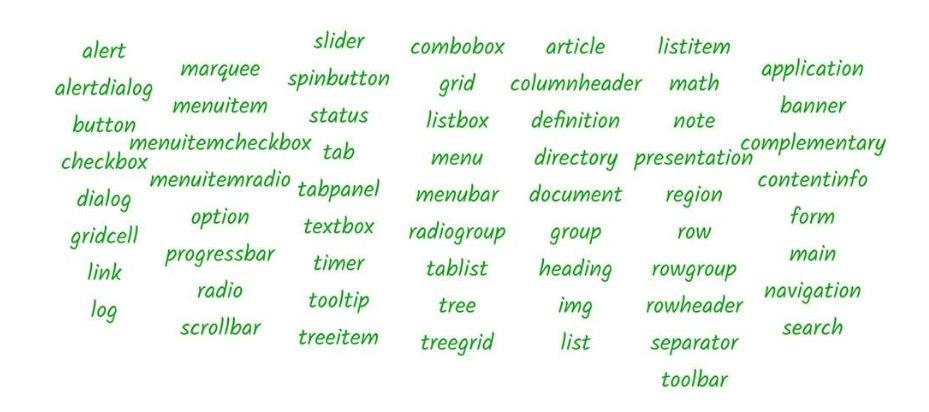 alert
alertdialog
button
checkbox
dialog
gridcell
link
log
marquee
menuitem
menuitemcheckbox
menuitemradio
option
progressbar
radio
scrollbar
slider
spinbutton
status
tab
tabpanel
textbox
timer
tooltip
treeitem
combobox
grid
listbox
menu
menubar
radiogroup
tablist
tree
treegrid
article
columnheader
definition
directory
document
group
heading
img
list
listitem
math
note
presentation
region
row
rowgroup
rowheader
separator
toolbar
application
banner
complementary
contentinfo
form
main
navigation
search